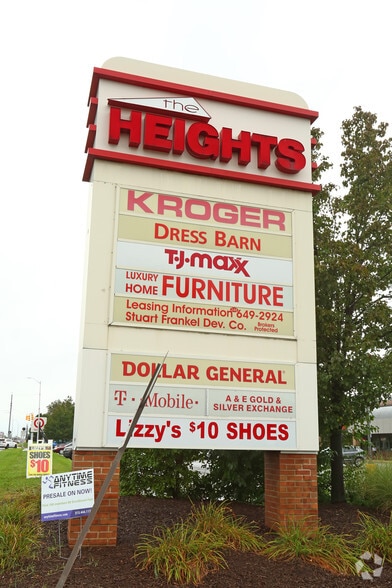 the
HEIGHTS
KROGER
DRESS BARN
T·J·maxx
LUXURY
HOME FURNITURE
Leasing Information 649-2924
Stuart Frankel Dev. Co. Brokers
Protected
DOLLAR GENERAL®
T··Mobile·
A & E GOLD &
SILVER EXCHANGE
Lizzy's $10 SHOES
SHOES
$10
ANYTIME
FITNESS
PRESALE ON
NOW!